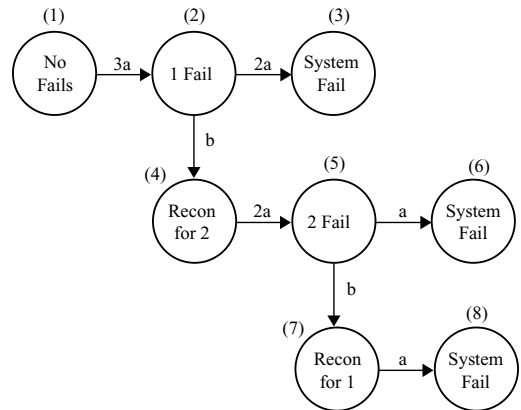 (1)
(2)
(3)
No
Fails
3a
1 Fail
2a
System
Fail
b
(4)
(5)
(6)
Recon
for 2
2a
2 Fail
a
System
Fail
b
(7)
(8)
Recon
for 1
a
System
Fail